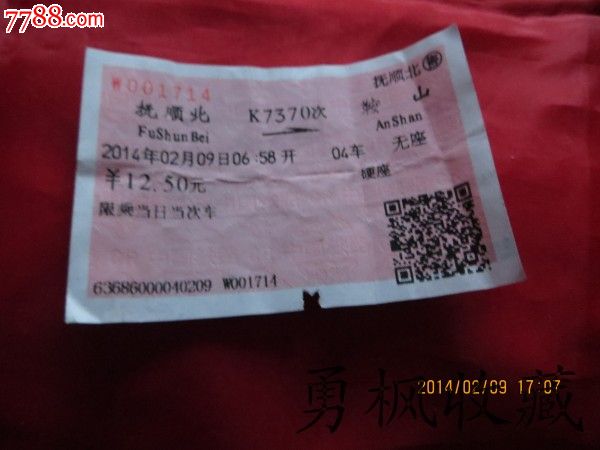 7788.com
W001714
抚顺北 售
抚顺北 K7370次 鞍山
FuShunBei AnShan
2014年02月09日06:58开 04车 无座
¥12.50元 硬座
限乘当日当次车
63686000040209 W001714
2014/02/09 17:07
勇枫收藏